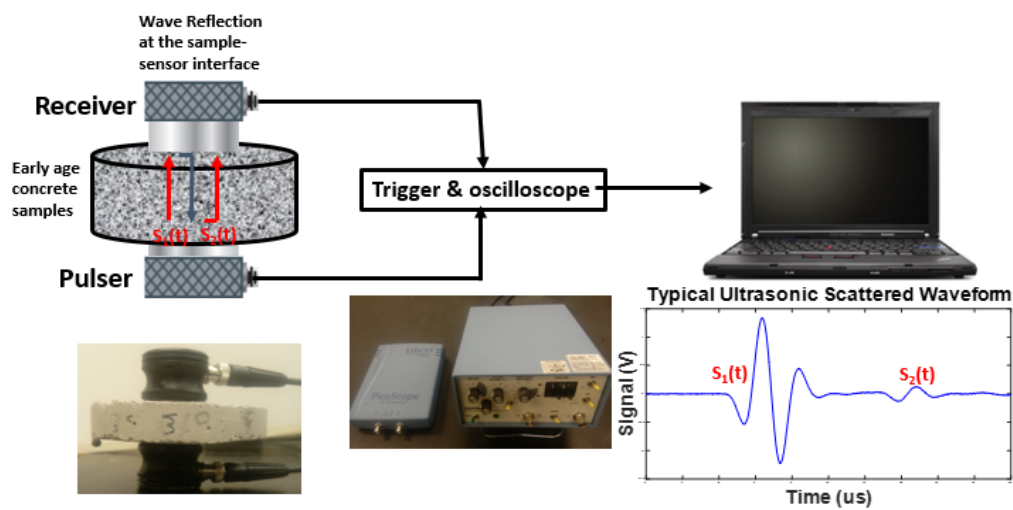 Wave Reflection
at the sample-
sensor interface
Receiver
Early age
concrete
samples
S₁(t) S₂(t)
Pulser
Trigger & oscilloscope
PicoScope
Typical Ultrasonic Scattered Waveform
S₁(t)
S₂(t)
Signal (V)
Time (us)